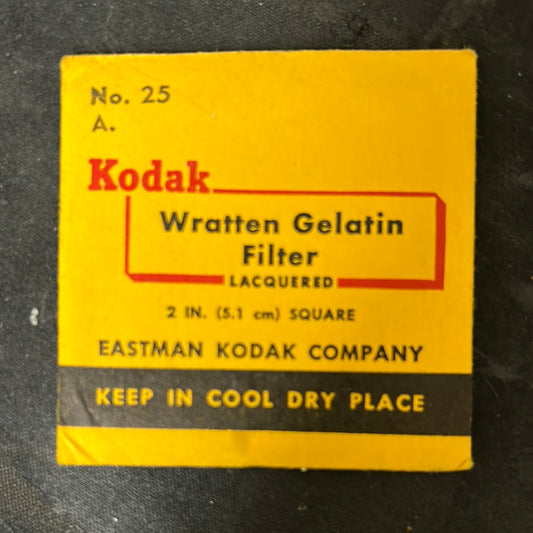 No. 25
A.
Kodak
Wratten Gelatin
Filter
LACQUERED
2 IN. (5.1 cm) SQUARE
EASTMAN KODAK COMPANY
KEEP IN COOL DRY PLACE